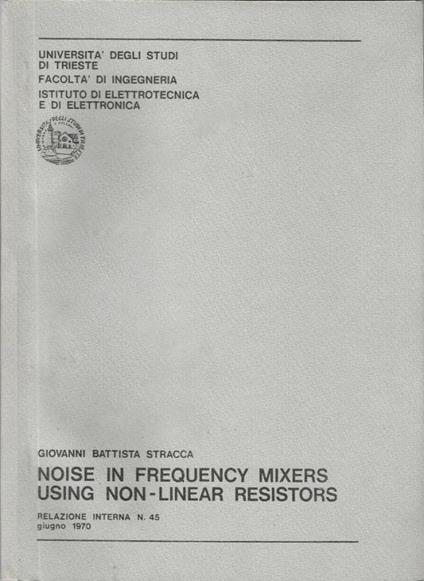 UNIVERSITA' DEGLI STUDI
DI TRIESTE
FACOLTA' DI INGEGNERIA
ISTITUTO DI ELETTROTECNICA
E DI ELETTRONICA
GIOVANNI BATTISTA STRACCA
NOISE IN FREQUENCY MIXERS
USING NON-LINEAR RESISTORS
RELAZIONE INTERNA N. 45
giugno 1970